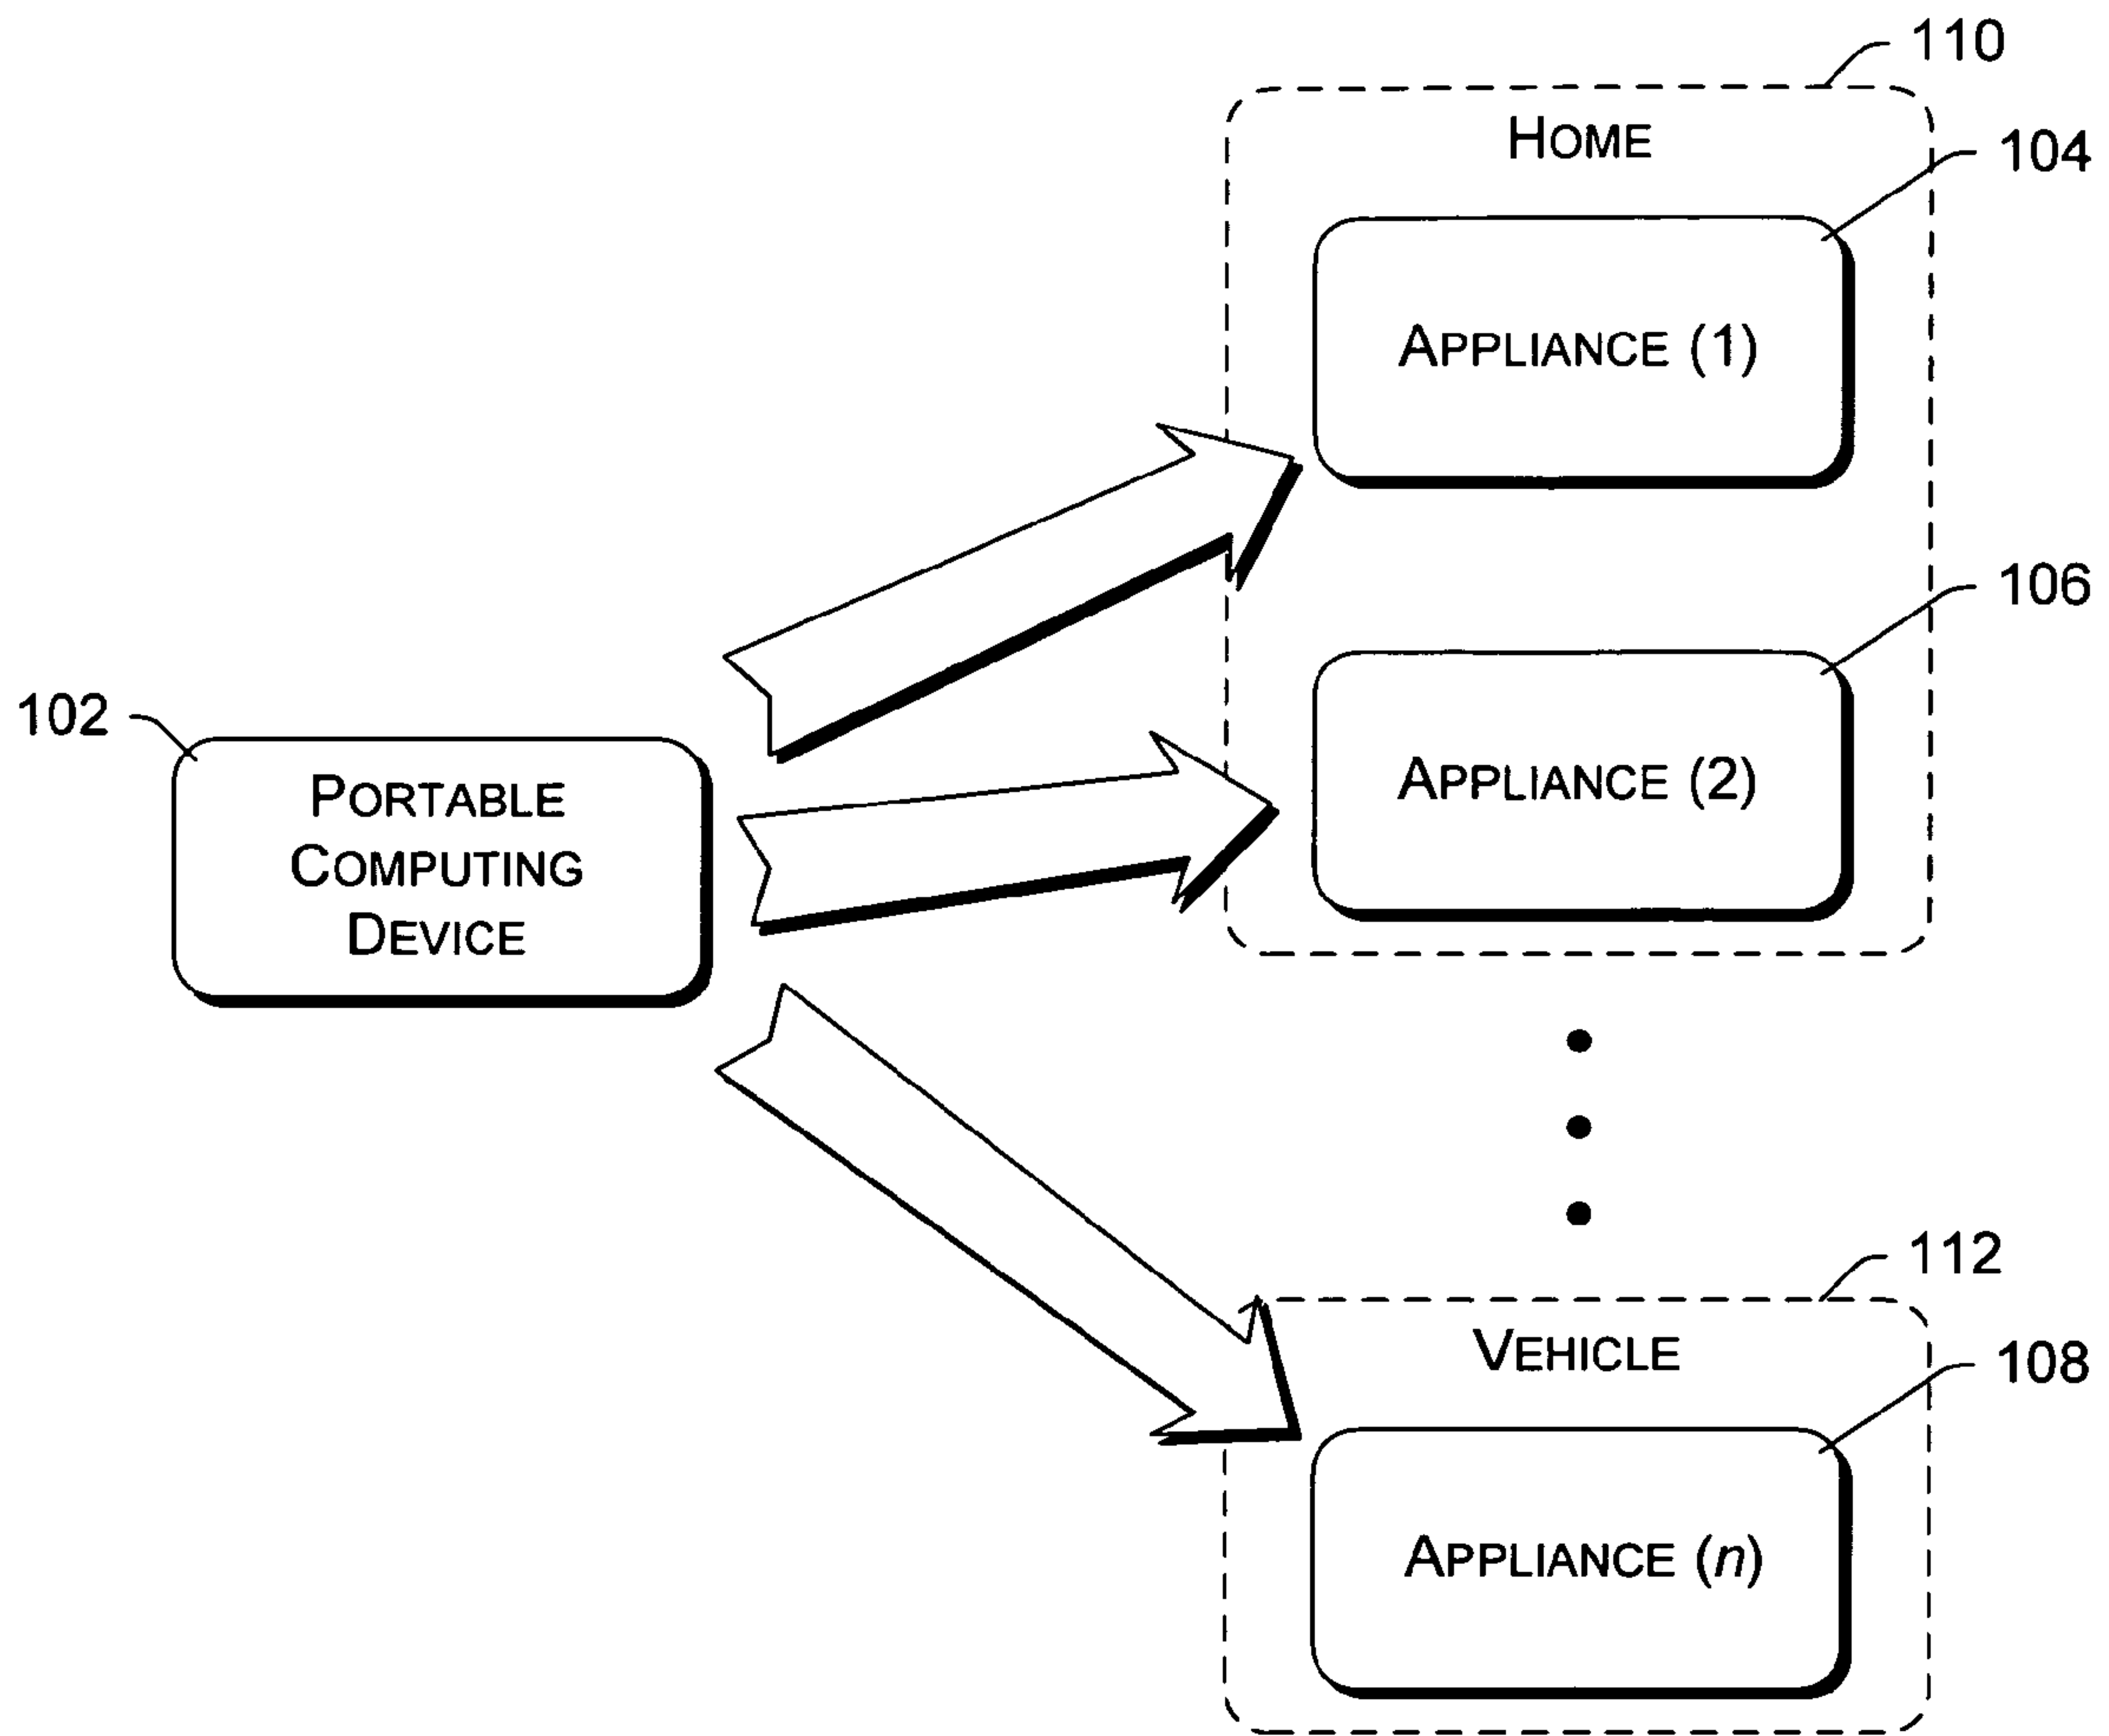 110
HOME
104
APPLIANCE (1)
106
APPLIANCE (2)
102
PORTABLE
COMPUTING
DEVICE
112
VEHICLE
108
APPLIANCE (n)